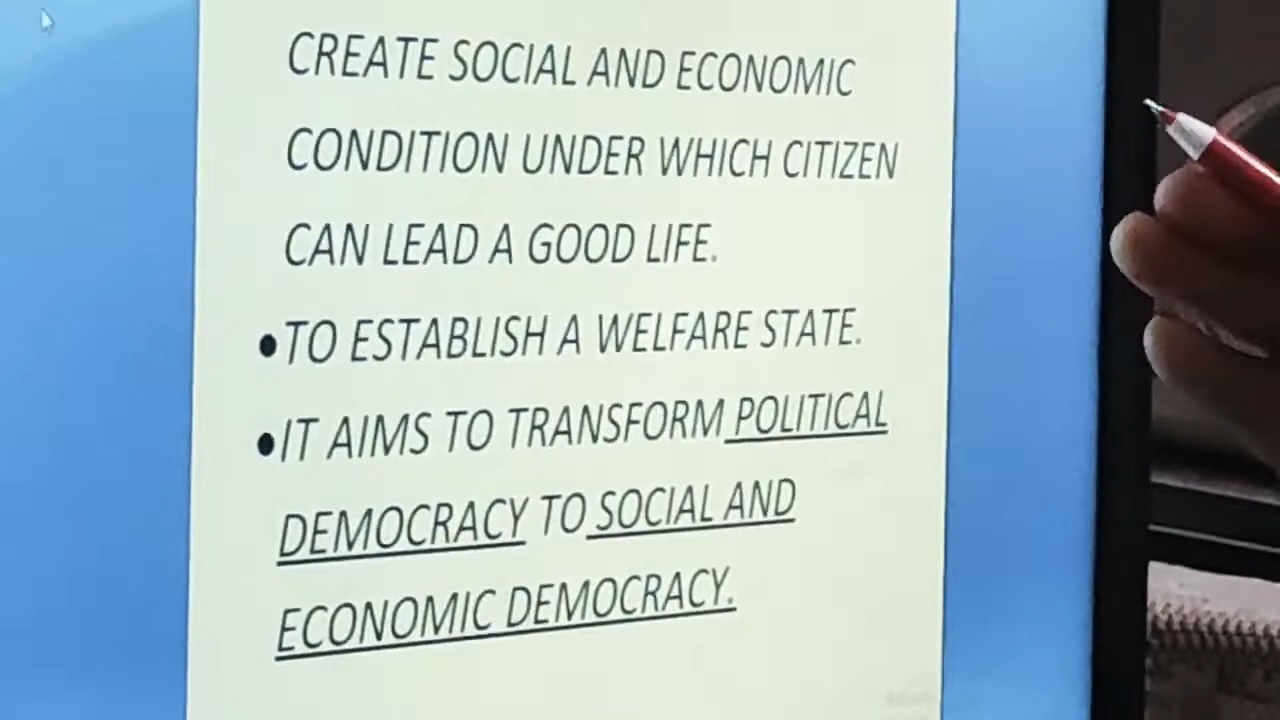 CREATE SOCIAL AND ECONOMIC
CONDITION UNDER WHICH CITIZEN
CAN LEAD A GOOD LIFE.
•TO ESTABLISH A WELFARE STATE.
•IT AIMS TO TRANSFORM POLITICAL
DEMOCRACY TO SOCIAL AND
ECONOMIC DEMOCRACY.